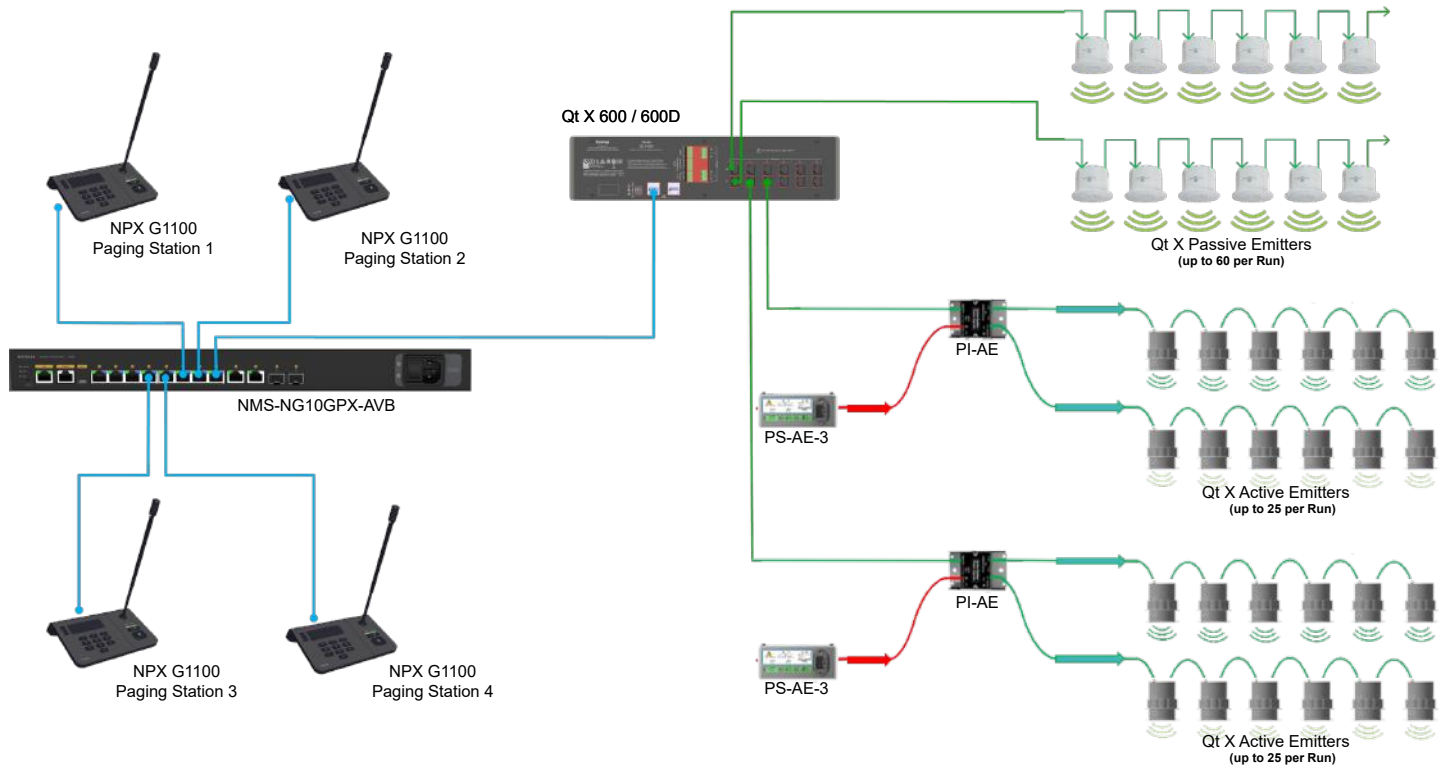 Qt X 600 / 600D
NPX G1100
Paging Station 1
NPX G1100
Paging Station 2
Qt X Passive Emitters
(up to 60 per Run)
PI-AE
NMS-NG10GPX-AVB
PS-AE-3
Qt X Active Emitters
(up to 25 per Run)
PI-AE
NPX G1100
Paging Station 3
NPX G1100
Paging Station 4
PS-AE-3
Qt X Active Emitters
(up to 25 per Run)